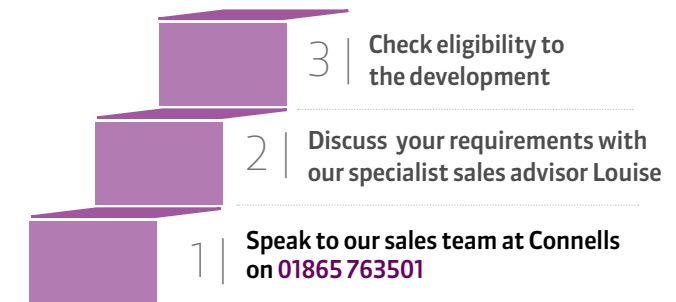 3 Check eligibility to
the development
2 Discuss your requirements with
our specialist sales advisor Louise
1 Speak to our sales team at Connells
on 01865 763501